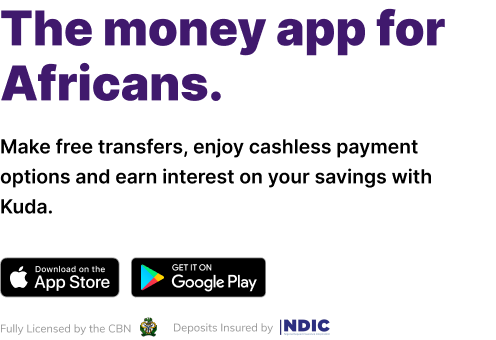 The money app for
Africans.
Make free transfers, enjoy cashless payment
options and earn interest on your savings with
Kuda.
Download on the
App Store
GET IT ON
Google Play
Fully Licensed by the CBN
Deposits Insured by NDIC